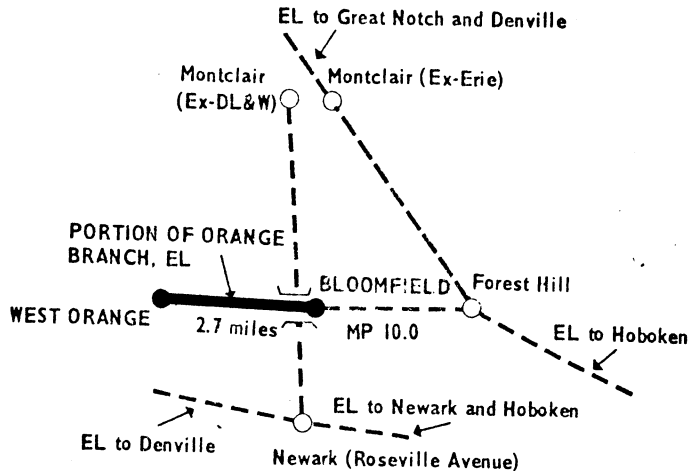 EL to Great Notch and Denville
Montclair
(Ex-DL&W)
Montclair (Ex-Erie)
PORTION OF ORANGE
BRANCH, EL
BLOOMFIELD
Forest Hill
WEST ORANGE
2.7 miles
MP 10.0
EL to Hoboken
EL to Newark and Hoboken
EL to Denville
Newark (Roseville Avenue)